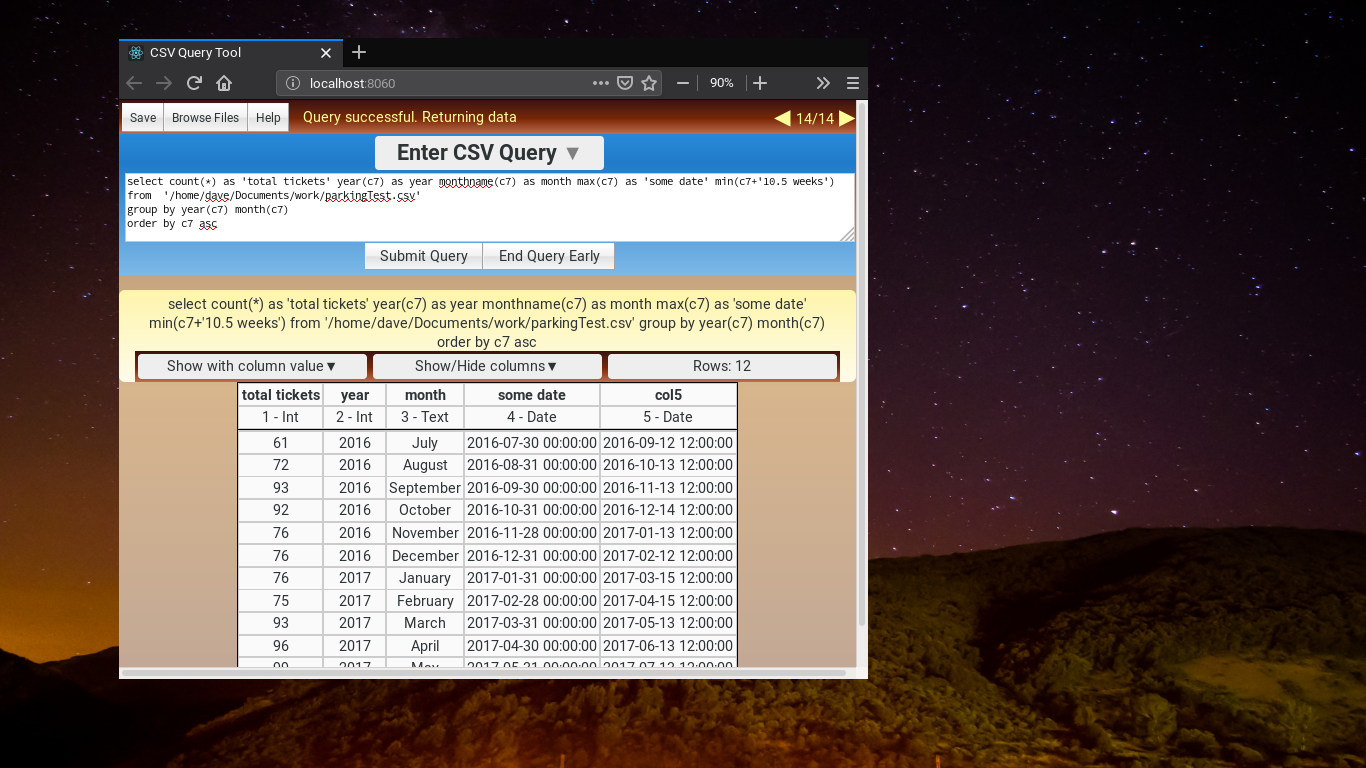 CSV Query Tool
localhost:8060
90%
Save Browse Files Help Query successful. Returning data 14/14
Enter CSV Query ▼
select count(*) as 'total tickets' year(c7) as year monthname(c7) as month max(c7) as 'some date' min(c7+'10.5 weeks')
from  '/home/dave/Documents/work/parkingTest.csv'
group by year(c7) month(c7)
order by c7 asc
Submit Query End Query Early
select count(*) as 'total tickets' year(c7) as year monthname(c7) as month max(c7) as 'some date'
min(c7+'10.5 weeks') from '/home/dave/Documents/work/parkingTest.csv' group by year(c7) month(c7)
order by c7 asc
Show with column value▼ Show/Hide columns▼ Rows: 12
total tickets year month some date col5
1 - Int 2 - Int 3 - Text 4 - Date 5 - Date
61 2016 July 2016-07-30 00:00:00 2016-09-12 12:00:00
72 2016 August 2016-08-31 00:00:00 2016-10-13 12:00:00
93 2016 September 2016-09-30 00:00:00 2016-11-13 12:00:00
92 2016 October 2016-10-31 00:00:00 2016-12-14 12:00:00
76 2016 November 2016-11-28 00:00:00 2017-01-13 12:00:00
76 2016 December 2016-12-31 00:00:00 2017-02-12 12:00:00
76 2017 January 2017-01-31 00:00:00 2017-03-15 12:00:00
75 2017 February 2017-02-28 00:00:00 2017-04-15 12:00:00
93 2017 March 2017-03-31 00:00:00 2017-05-13 12:00:00
96 2017 April 2017-04-30 00:00:00 2017-06-13 12:00:00
2017 May